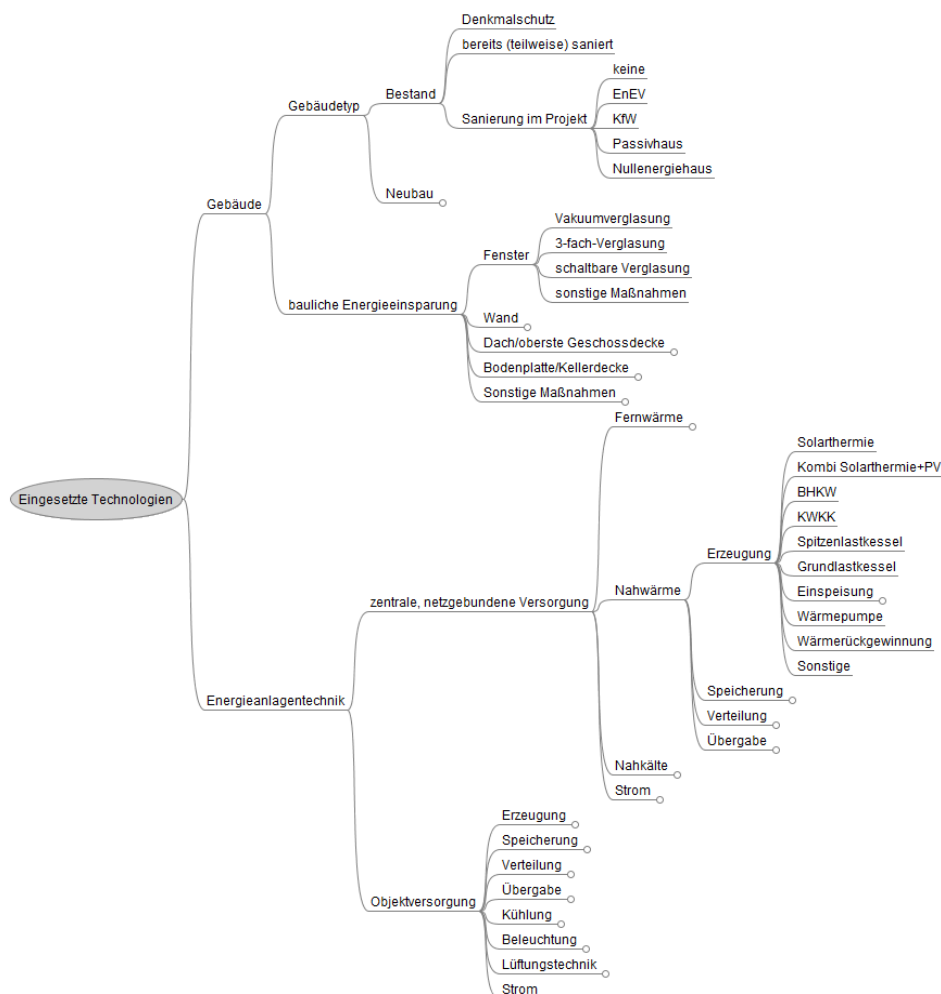 Denkmalschutz
bereits (teilweise) saniert
keine
Bestand
EnEV
Gebäudetyp
Sanierung im Projekt
KfW
Passivhaus
Nullenergiehaus
Neubau
Gebäude
Vakuumverglasung
3-fach-Verglasung
Fenster
schaltbare Verglasung
sonstige Maßnahmen
bauliche Energieeinsparung
Wand
Dach/oberste Geschossdecke
Bodenplatte/Kellerdecke
Sonstige Maßnahmen
Fernwärme
Solarthermie
Kombi Solarthermie+PV
Eingesetzte Technologien
BHKW
KWKK
Spitzenlastkessel
Erzeugung
Grundlastkessel
Nahwärme
Einspeisung
zentrale, netzgebundene Versorgung
Wärmepumpe
Wärmerückgewinnung
Sonstige
Energieanlagentechnik
Speicherung
Verteilung
Übergabe
Nahkälte
Strom
Erzeugung
Speicherung
Verteilung
Übergabe
Objektversorgung
Kühlung
Beleuchtung
Lüftungstechnik
Strom